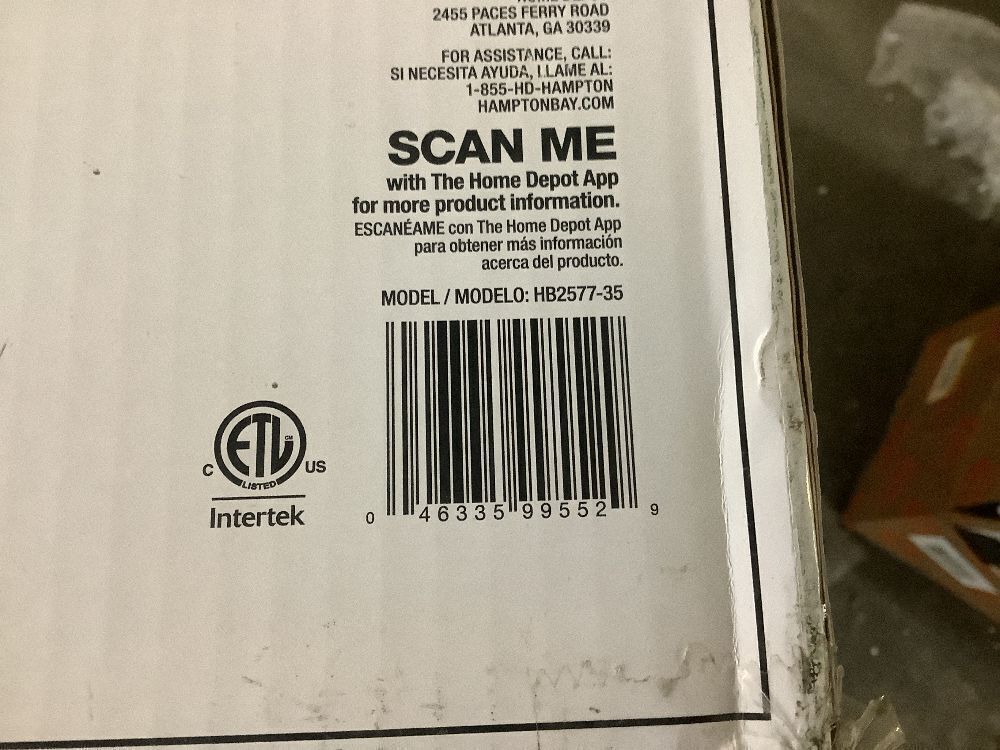 2455 PACES FERRY ROAD
ATLANTA, GA 30339
FOR ASSISTANCE, CALL:
SI NECESITA AYUDA, LLAME AL:
1-855-HD-HAMPTON
HAMPTONBAY.COM
SCAN ME
with The Home Depot App
for more product information.
ESCANÉAME con The Home Depot App
para obtener más información
acerca del producto.
MODEL / MODELO: HB2577-35
ETL CM
C US
LISTED
Intertek
0 46335 99552 9